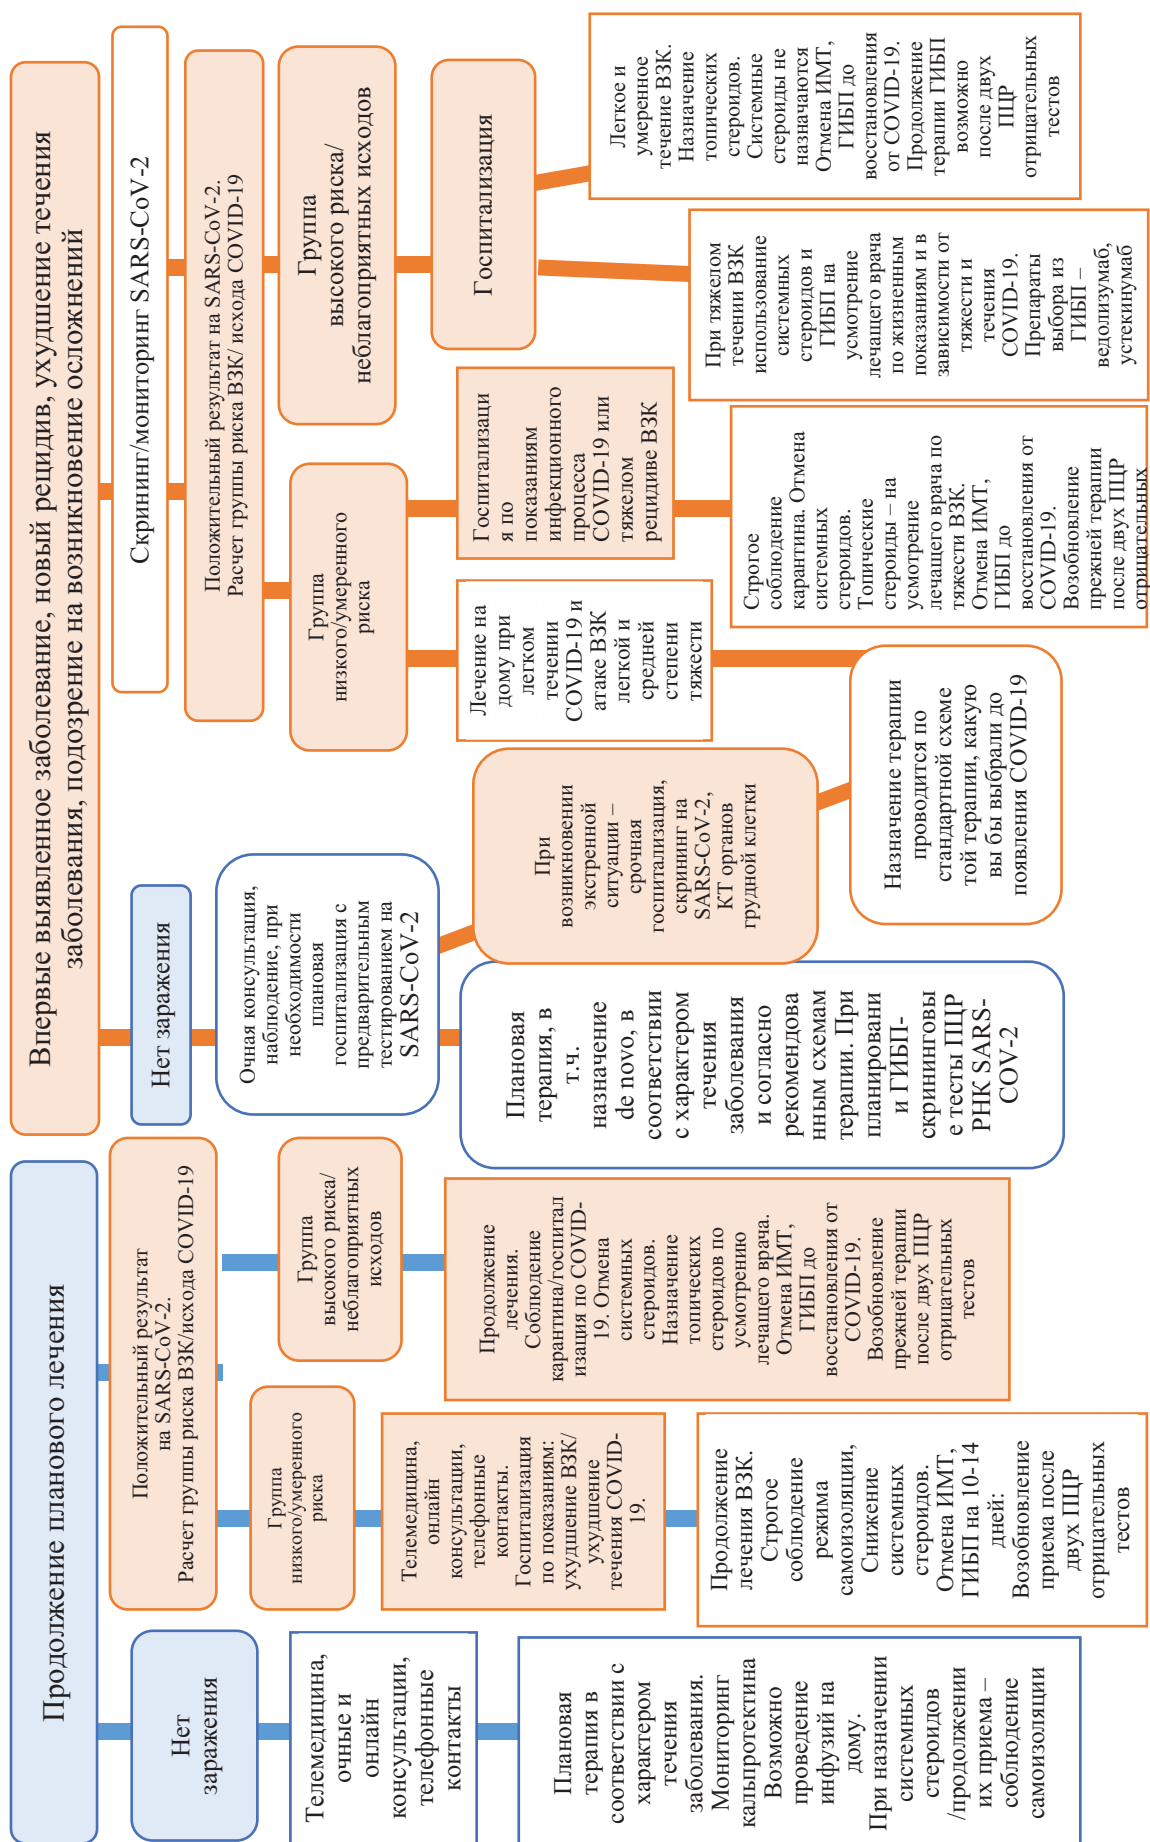 Продолжение планового лечения
Нет
заражения
Телемедицина,
очные и
онлайн
консультации,
телефонные
контакты
Плановая
терапия в
соответствии с
характером
течения
заболевания.
Мониторинг
кальпротектина
Возможно
проведение
инфузий на
дому.
При назначении
системных
стероидов
/продолжении
их приема –
соблюдение
самоизоляции
Положительный результат
на SARS-CoV-2.
Расчет группы риска ВЗК/исхода COVID-19
Группа
низкого/умеренного
риска
Телемедицина,
онлайн
консультации,
телефонные
контакты.
Госпитализация
по показаниям:
ухудшение ВЗК/
ухудшение
течения COVID-
19.
Продолжение
лечения ВЗК.
Строгое
соблюдение
режима
самоизоляции,
Снижение
системных
стероидов.
Отмена ИМТ,
ГИБП на 10-14
дней:
Возобновление
приема после
двух ПЦР
отрицательных
тестов
Группа
высокого риска/
неблагоприятных
исходов
Продолжение
лечения.
Соблюдение
карантина/госпитал
изация по COVID-
19. Отмена
системных
стероидов.
Назначение
топических
стероидов по
усмотрению
лечащего врача.
Отмена ИМТ,
ГИБП до
восстановления от
COVID-19.
Возобновление
прежней терапии
после двух ПЦР
отрицательных
тестов
Впервые выявленное заболевание, новый рецидив, ухудшение течения
заболевания, подозрение на возникновение осложнений
Нет заражения
Очная консультация,
наблюдение, при
необходимости
плановая
госпитализация с
предварительным
тестированием на
SARS-CoV-2
Плановая
терапия, в
т.ч.
назначение
de novo, в
соответствии
с характером
течения
заболевания
и согласно
рекомендова
нным схемам
терапии. При
планировани
и ГИБП-
скрининговы
е тесты ПЦР
РНК SARS-
COV-2
При
возникновении
экстренной
ситуации –
срочная
госпитализация,
скрининг на
SARS-CoV-2,
КТ органов
грудной клетки
Назначение терапии
проводится по
стандартной схеме
той терапии, какую
вы бы выбрали до
появления COVID-19
Скрининг/мониторинг SARS-CoV-2
Положительный результат на SARS-CoV-2.
Расчет группы риска ВЗК/ исхода COVID-19
Группа
низкого/умеренного
риска
Лечение на
дому при
легком
течении
COVID-19 и
атаке ВЗК
легкой и
средней
степени
тяжести
Госпитализаци
я по
показаниям
инфекционного
процесса
COVID-19 или
тяжелом
рецидиве ВЗК
Строгое
соблюдение
карантина. Отмена
системных
стероидов.
Топические
стероиды – на
усмотрение
лечащего врача по
тяжести ВЗК.
Отмена ИМТ,
ГИБП до
восстановления от
COVID-19.
Возобновление
прежней терапии
после двух ПЦР
отрицательных
Группа
высокого риска/
неблагоприятных исходов
Госпитализация
При тяжелом
течении ВЗК
использование
системных
стероидов и
ГИБП на
усмотрение
лечащего врача
по жизненным
показаниям и в
зависимости от
тяжести и
течения
COVID-19.
Препараты
выбора из
ГИБП –
ведолизумаб,
устекинумаб
Легкое и
умеренное
течение ВЗК.
Назначение
топических
стероидов.
Системные
стероиды не
назначаются
Отмена ИМТ,
ГИБП до
восстановления
от COVID-19.
Продолжение
терапии ГИБП
возможно
после двух
ПЦР
отрицательных
тестов